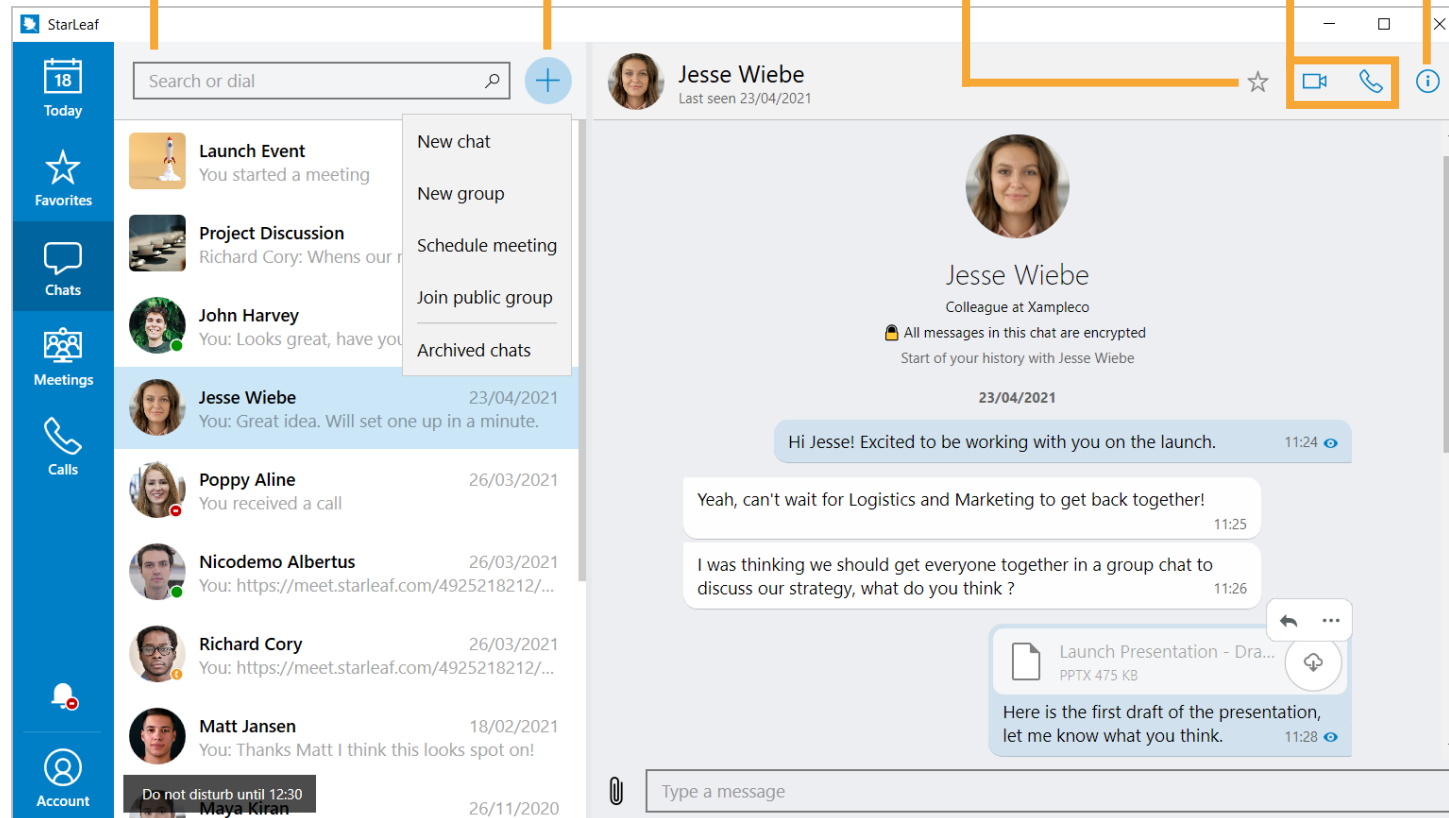 StarLeaf
18
Today
Favorites
Chats
Meetings
Calls
Account
Search or dial
New chat
New group
Schedule meeting
Join public group
Archived chats
Launch Event
You started a meeting
Project Discussion
Richard Cory: Whens our
John Harvey
You: Looks great, have you
Jesse Wiebe 23/04/2021
You: Great idea. Will set one up in a minute.
Poppy Aline 26/03/2021
You received a call
Nicodemo Albertus 26/03/2021
You: https://meet.starleaf.com/4925218212/...
Richard Cory 26/03/2021
You: https://meet.starleaf.com/4925218212/...
Matt Jansen 18/02/2021
You: Thanks Matt I think this looks spot on!
Do not disturb until 12:30
Maya Kiran 26/11/2020
Jesse Wiebe
Last seen 23/04/2021
Jesse Wiebe
Colleague at Xampleco
All messages in this chat are encrypted
Start of your history with Jesse Wiebe
23/04/2021
Hi Jesse! Excited to be working with you on the launch. 11:24
Yeah, can't wait for Logistics and Marketing to get back together!
11:25
I was thinking we should get everyone together in a group chat to
discuss our strategy, what do you think ? 11:26
Launch Presentation - Dra...
PPTX 475 KB
Here is the first draft of the presentation,
let me know what you think. 11:28
Type a message